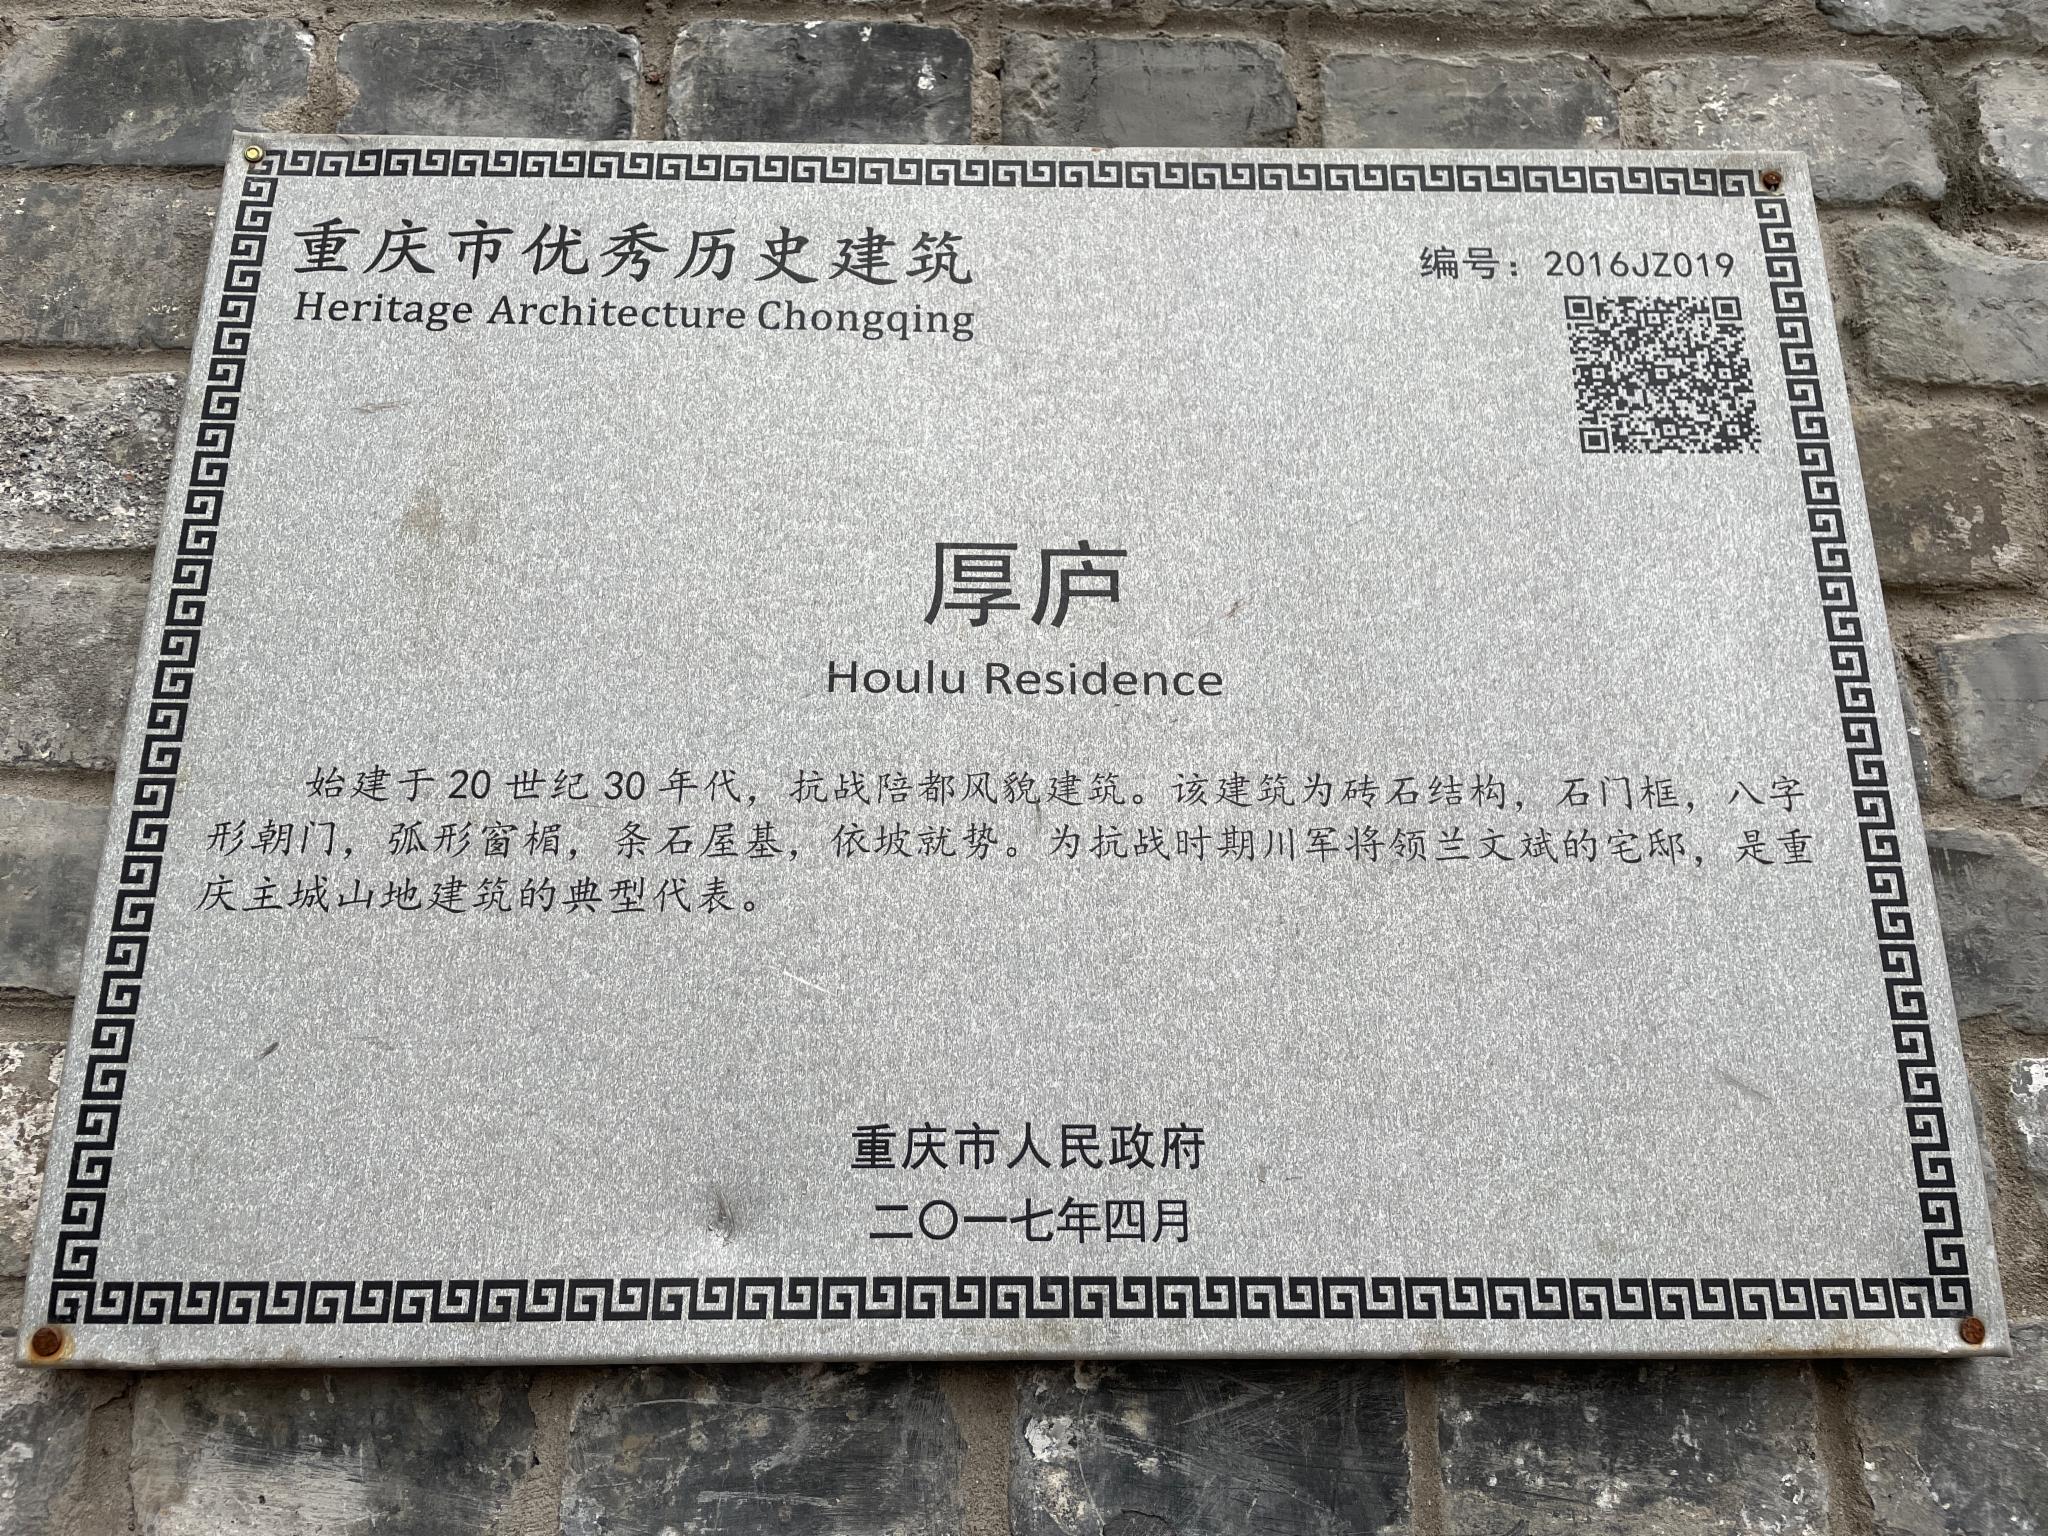 重庆市优秀历史建筑
Heritage Architecture Chongqing
编号：2016JZ019
厚庐
Houlu Residence
始建于 20 世纪 30 年代，抗战陪都风貌建筑。该建筑为砖石结构，石门框，八字
形朝门，弧形窗楣，条石屋基，依坡就势。为抗战时期川军将领兰文斌的宅邸，是重
庆主城山地建筑的典型代表。
重庆市人民政府
二〇一七年四月